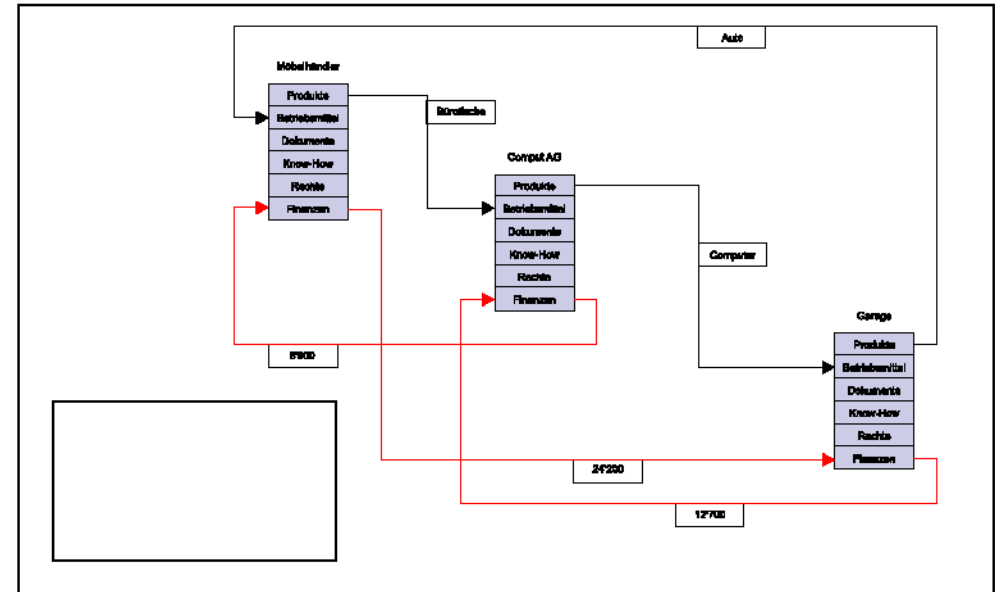 Auto
Möbelhändler
Produkte
Betriebsmittel
Dokumente
Know-How
Rechte
Finanzen
Bürotische
Comput AG
Produkte
Betriebsmittel
Dokumente
Know-How
Rechte
Finanzen
Computer
Garage
Produkte
Betriebsmittel
Dokumente
Know-How
Rechte
Finanzen
24'200
12'700